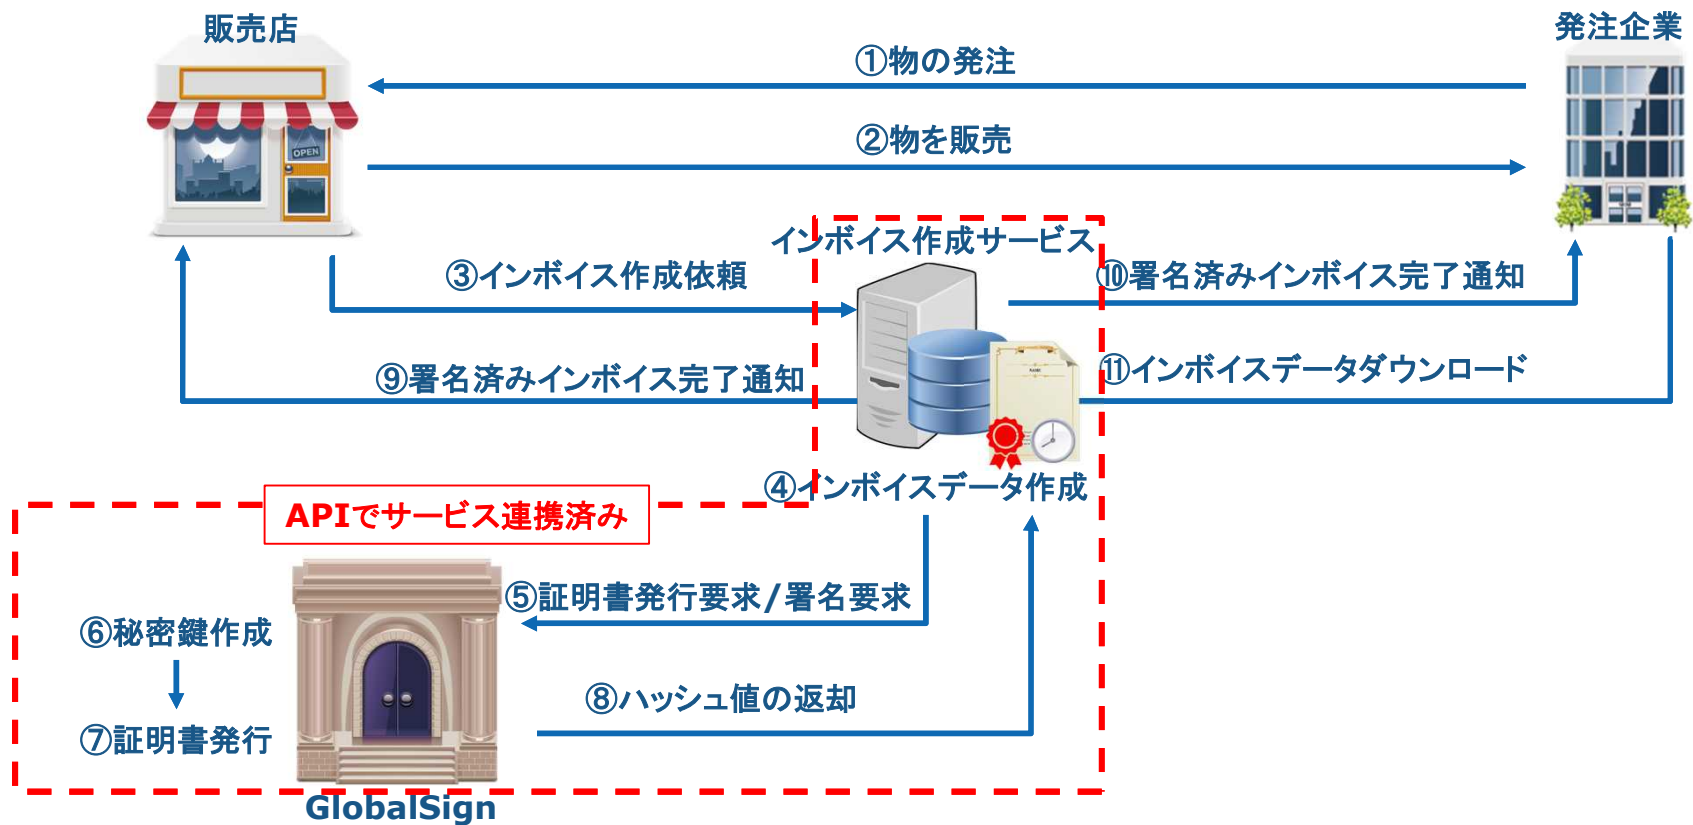 販売店
発注企業
①物の発注
②物を販売
OPEN
インボイス作成サービス
③インボイス作成依頼
⑩署名済みインボイス完了通知
⑨署名済みインボイス完了通知
⑪インボイスデータダウンロード
④インボイスデータ作成
APIでサービス連携済み
⑤証明書発行要求/署名要求
⑥秘密鍵作成
⑧ハッシュ値の返却
⑦証明書発行
GlobalSign